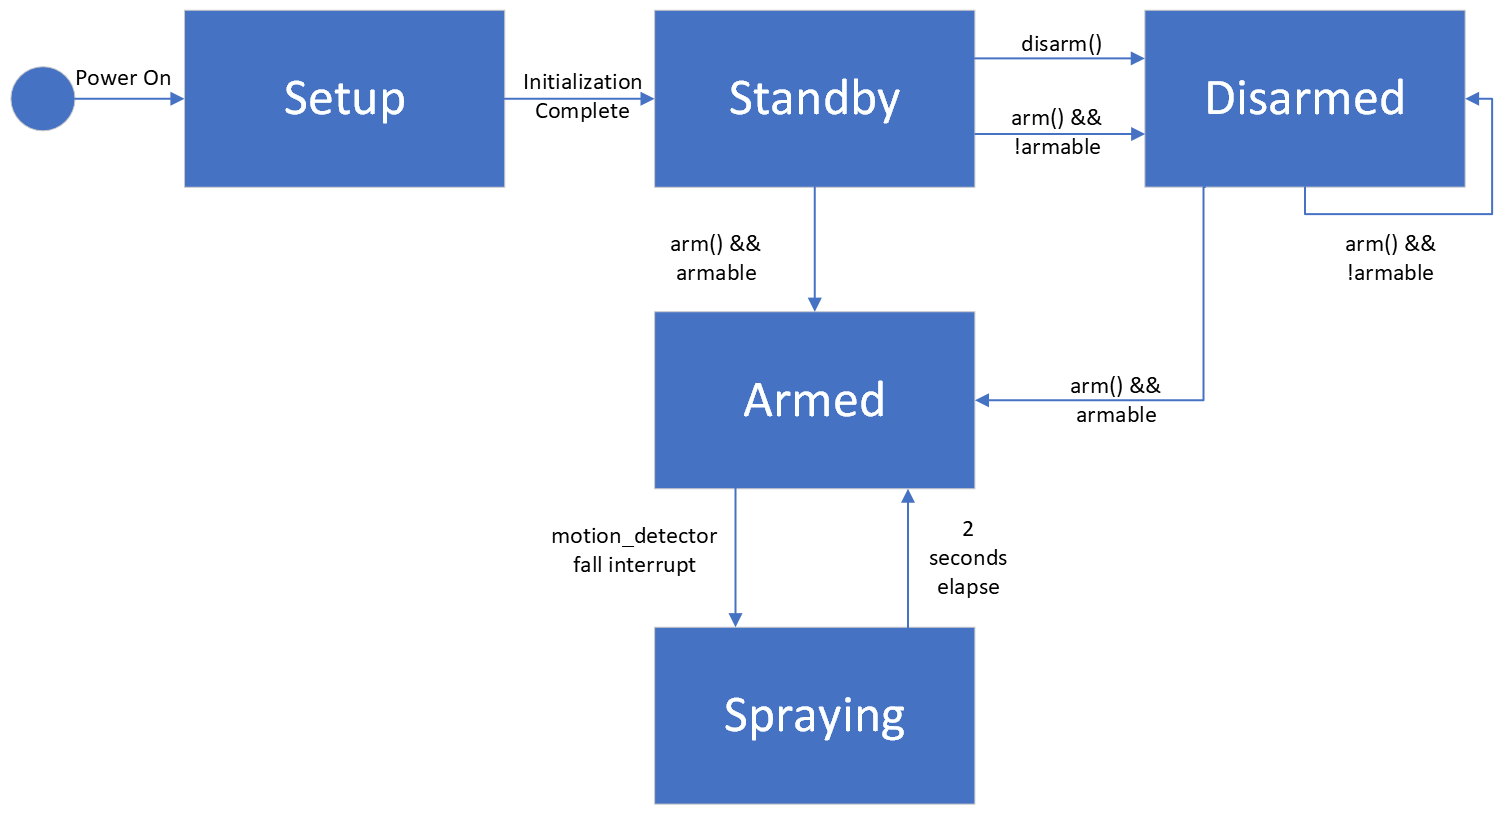 Power On
Setup
Initialization
Complete
Standby
disarm()
arm() &&
!armable
Disarmed
arm() &&
armable
arm() &&
!armable
Armed
arm() &&
armable
motion_detector
fall interrupt
2
seconds
elapse
Spraying